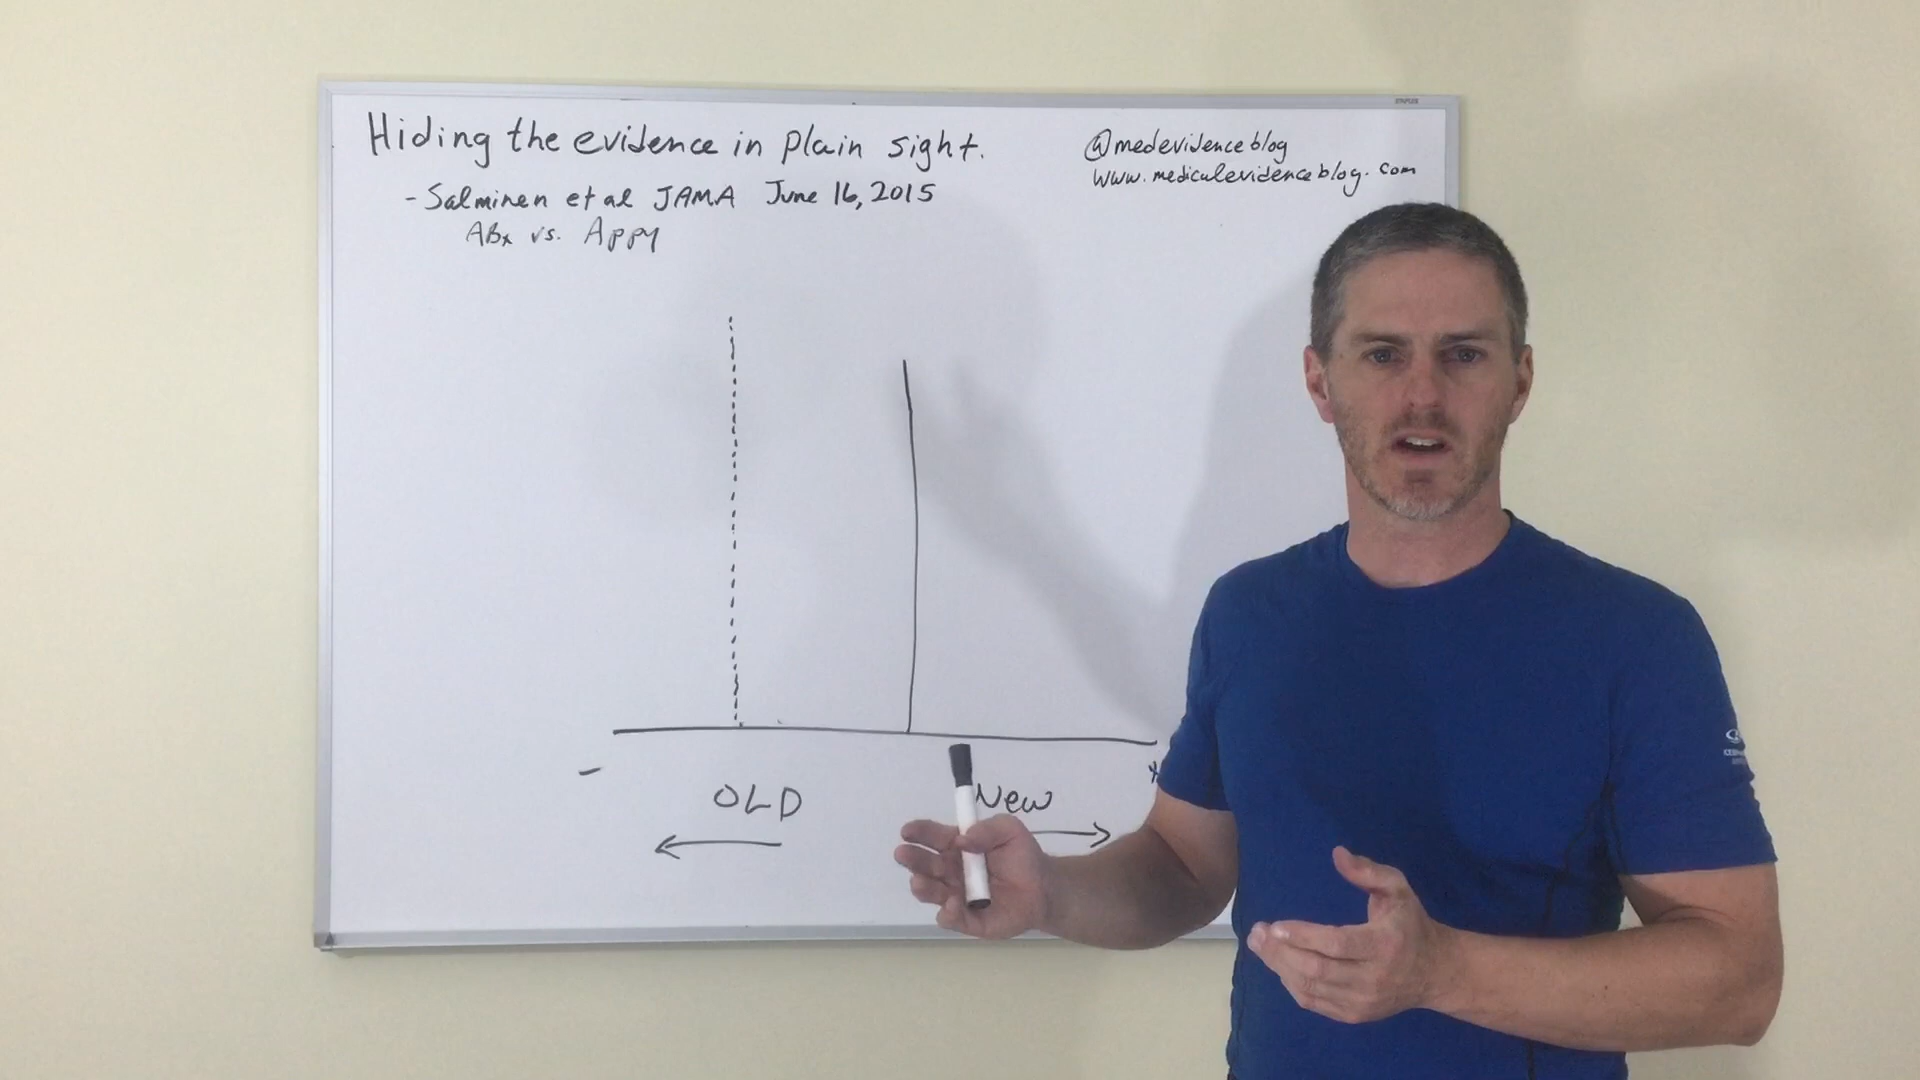 Hiding the evidence in plain sight.
- Salminen et al JAMA June 16, 2015
ABx vs. Appy
@medevidenceblog
www.medicalevidenceblog.com
STAPLES
-
OLD
New